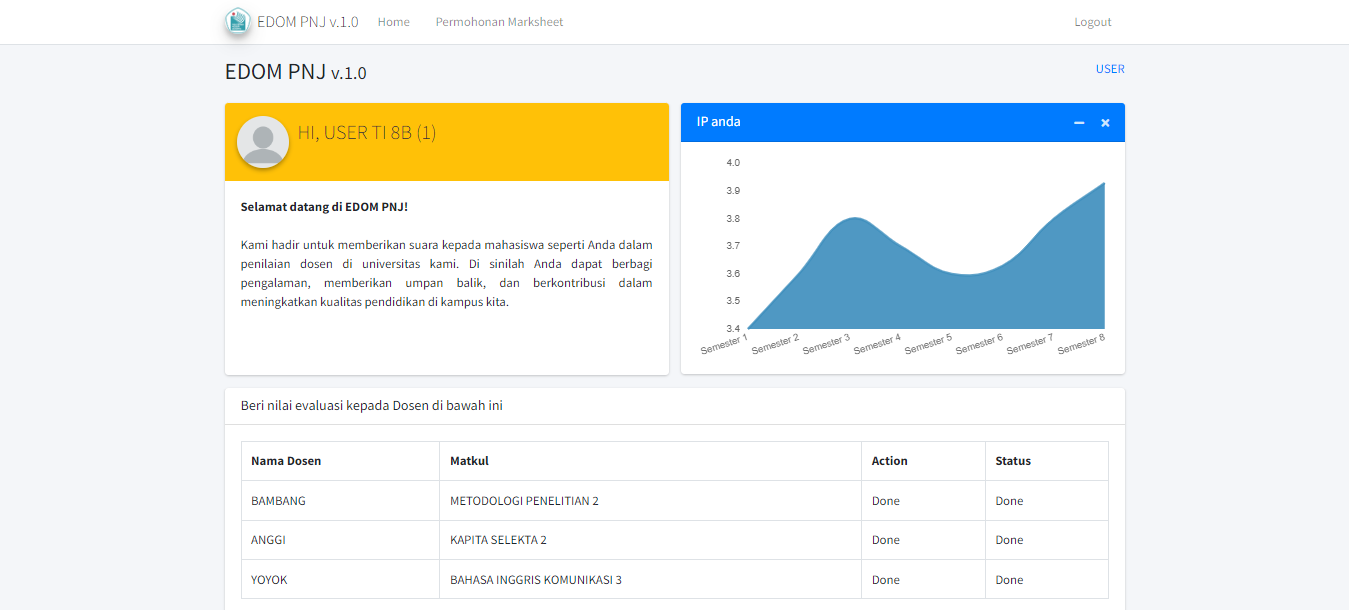 EDOM PNJ v.1.0 Home Permohonan Marksheet Logout
EDOM PNJ v.1.0 USER
HI, USER TI 8B (1)
Selamat datang di EDOM PNJ!
Kami hadir untuk memberikan suara kepada mahasiswa seperti Anda dalam
penilaian dosen di universitas kami. Di sinilah Anda dapat berbagi
pengalaman, memberikan umpan balik, dan berkontribusi dalam
meningkatkan kualitas pendidikan di kampus kita.
IP anda
4.0
3.9
3.8
3.7
3.6
3.5
3.4
Semester 1 Semester 2 Semester 3 Semester 4 Semester 5 Semester 6 Semester 7 Semester 8
Beri nilai evaluasi kepada Dosen di bawah ini
Nama Dosen Matkul Action Status
BAMBANG METODOLOGI PENELITIAN 2 Done Done
ANGGI KAPITA SELEKTA 2 Done Done
YOYOK BAHASA INGGRIS KOMUNIKASI 3 Done Done